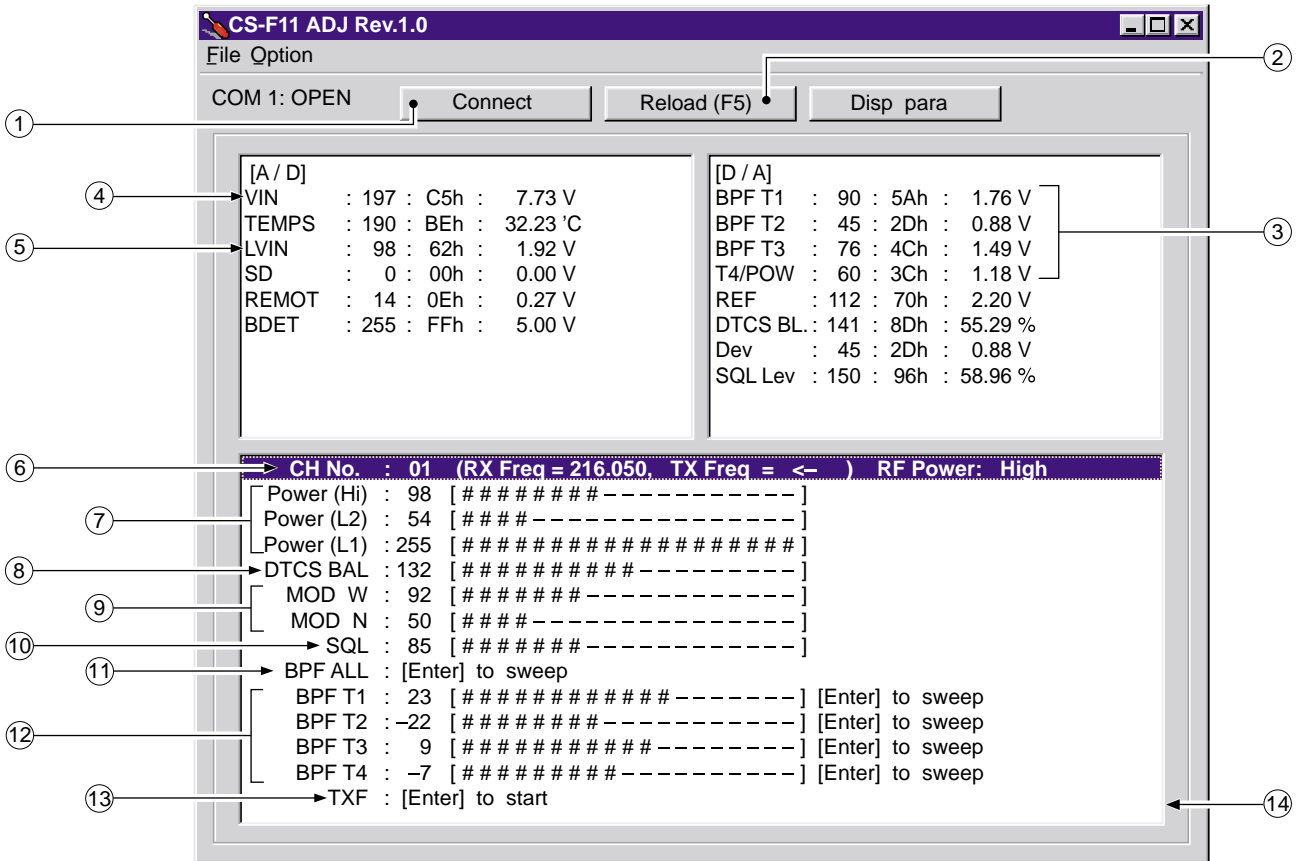 CS-F11 ADJ Rev.1.0
File Option
②
COM 1: OPEN Connect Reload (F5) Disp para
①
[A / D]
④ VIN : 197 : C5h : 7.73 V
TEMPS : 190 : BEh : 32.23 'C
⑤ LVIN : 98 : 62h : 1.92 V
SD : 0 : 00h : 0.00 V
REMOT : 14 : 0Eh : 0.27 V
BDET : 255 : FFh : 5.00 V
[D / A]
BPF T1 : 90 : 5Ah : 1.76 V
BPF T2 : 45 : 2Dh : 0.88 V
③
BPF T3 : 76 : 4Ch : 1.49 V
T4/POW : 60 : 3Ch : 1.18 V
REF : 112 : 70h : 2.20 V
DTCS BL. : 141 : 8Dh : 55.29 %
Dev : 45 : 2Dh : 0.88 V
SQL Lev : 150 : 96h : 58.96 %
⑥ CH No. : 01 (RX Freq = 216.050, TX Freq = <– ) RF Power: High
Power (Hi) : 98 [ # # # # # # # # – – – – – – – – – – – ]
⑦ Power (L2) : 54 [ # # # # – – – – – – – – – – – – – – – ]
Power (L1) : 255 [ # # # # # # # # # # # # # # # # # # # ]
⑧ DTCS BAL : 132 [ # # # # # # # # # # – – – – – – – – – ]
MOD W : 92 [ # # # # # # # – – – – – – – – – – – – ]
⑨
MOD N : 50 [ # # # # – – – – – – – – – – – – – – – ]
⑩ SQL : 85 [ # # # # # # # – – – – – – – – – – – – ]
⑪ BPF ALL : [Enter] to sweep
BPF T1 : 23 [ # # # # # # # # # # # # – – – – – – – ] [Enter] to sweep
BPF T2 : –22 [ # # # # # # # # – – – – – – – – – – – ] [Enter] to sweep
⑫
BPF T3 : 9 [ # # # # # # # # # # # – – – – – – – – ] [Enter] to sweep
BPF T4 : –7 [ # # # # # # # # # – – – – – – – – – – ] [Enter] to sweep
⑬ TXF : [Enter] to start
⑭